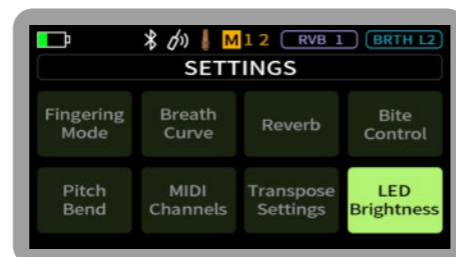 M 1 2 RVB 1 BRTH L2
SETTINGS
Fingering Mode
Breath Curve
Reverb
Bite Control
Pitch Bend
MIDI Channels
Transpose Settings
LED Brightness